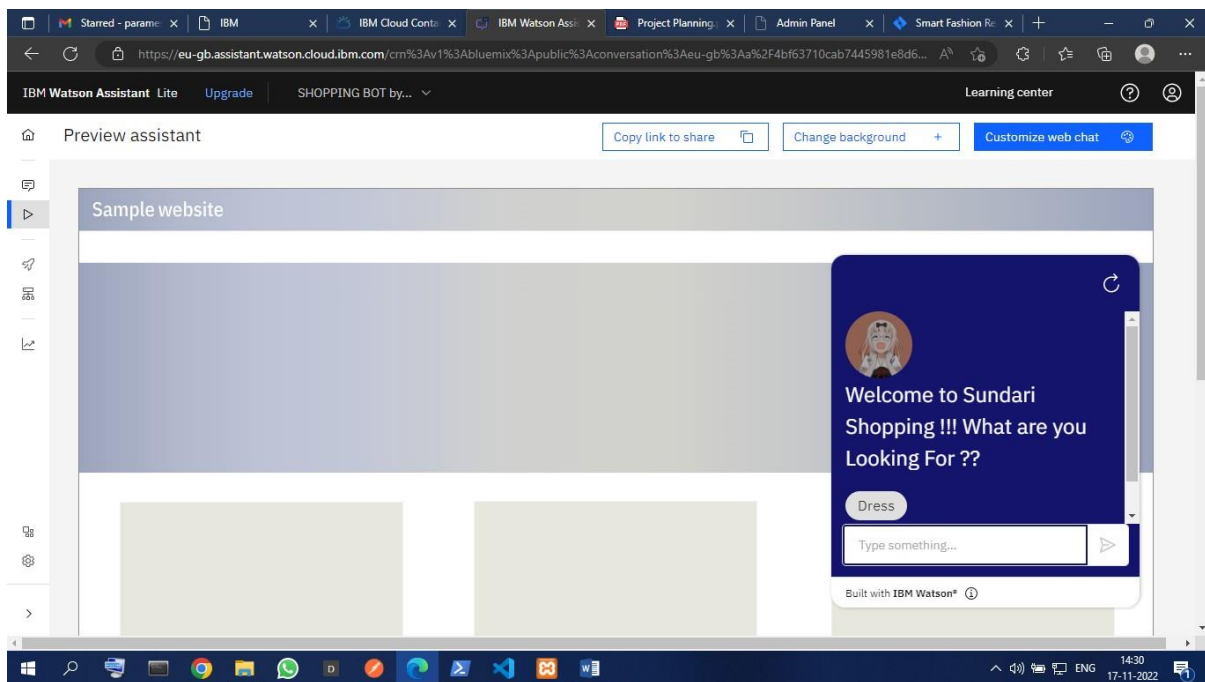 Starred - parame
IBM
IBM Cloud Conta
IBM Watson Assis
Project Planning.
Admin Panel
Smart Fashion Re
https://eu-gb.assistant.watson.cloud.ibm.com/crn%3Av1%3Abluemix%3Apublic%3Aconversation%3Aeu-gb%3Aa%2F4bf63710cab7445981e8d6...
IBM Watson Assistant Lite Upgrade SHOPPING BOT by... Learning center
Preview assistant Copy link to share Change background + Customize web chat
Sample website
Welcome to Sundari
Shopping !!! What are you
Looking For ??
Dress
Type something...
Built with IBM Watson®
ENG 14:30
17-11-2022